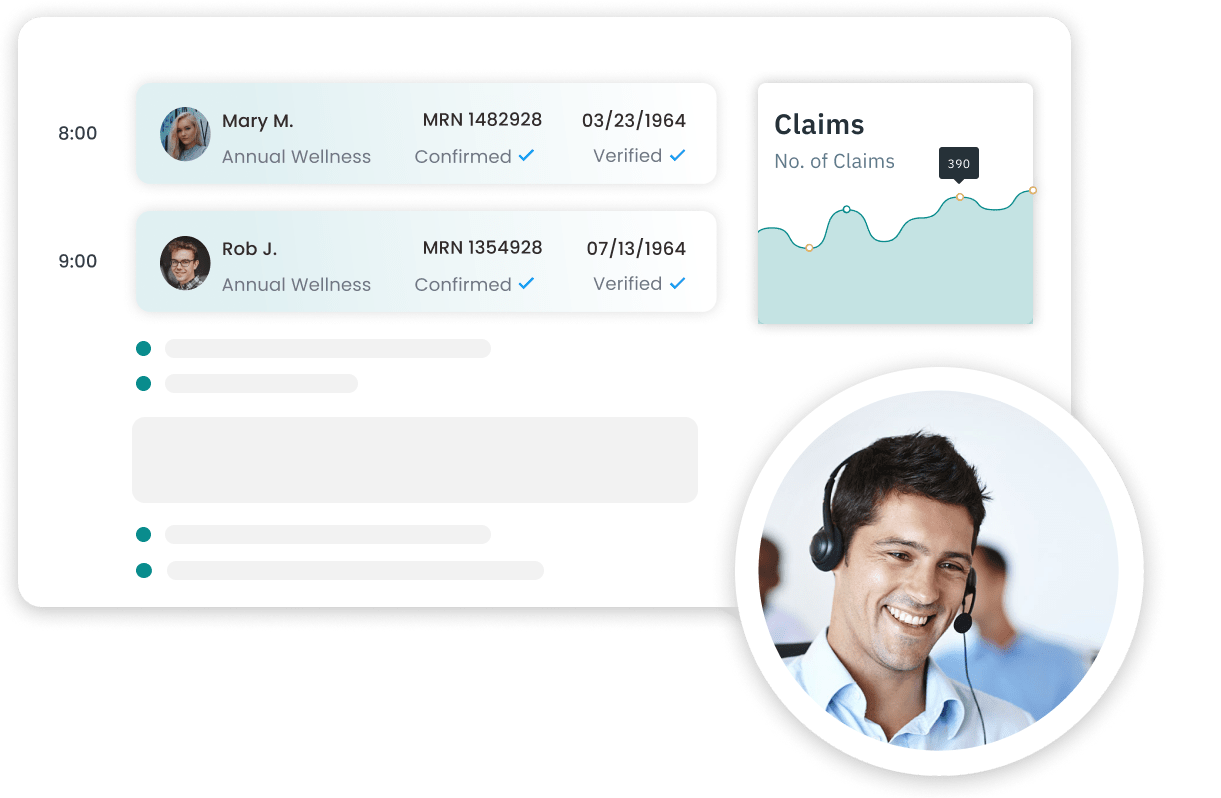 8:00
Mary M. MRN 1482928 03/23/1964
Annual Wellness Confirmed Verified
9:00
Rob J. MRN 1354928 07/13/1964
Annual Wellness Confirmed Verified
Claims
No. of Claims
390